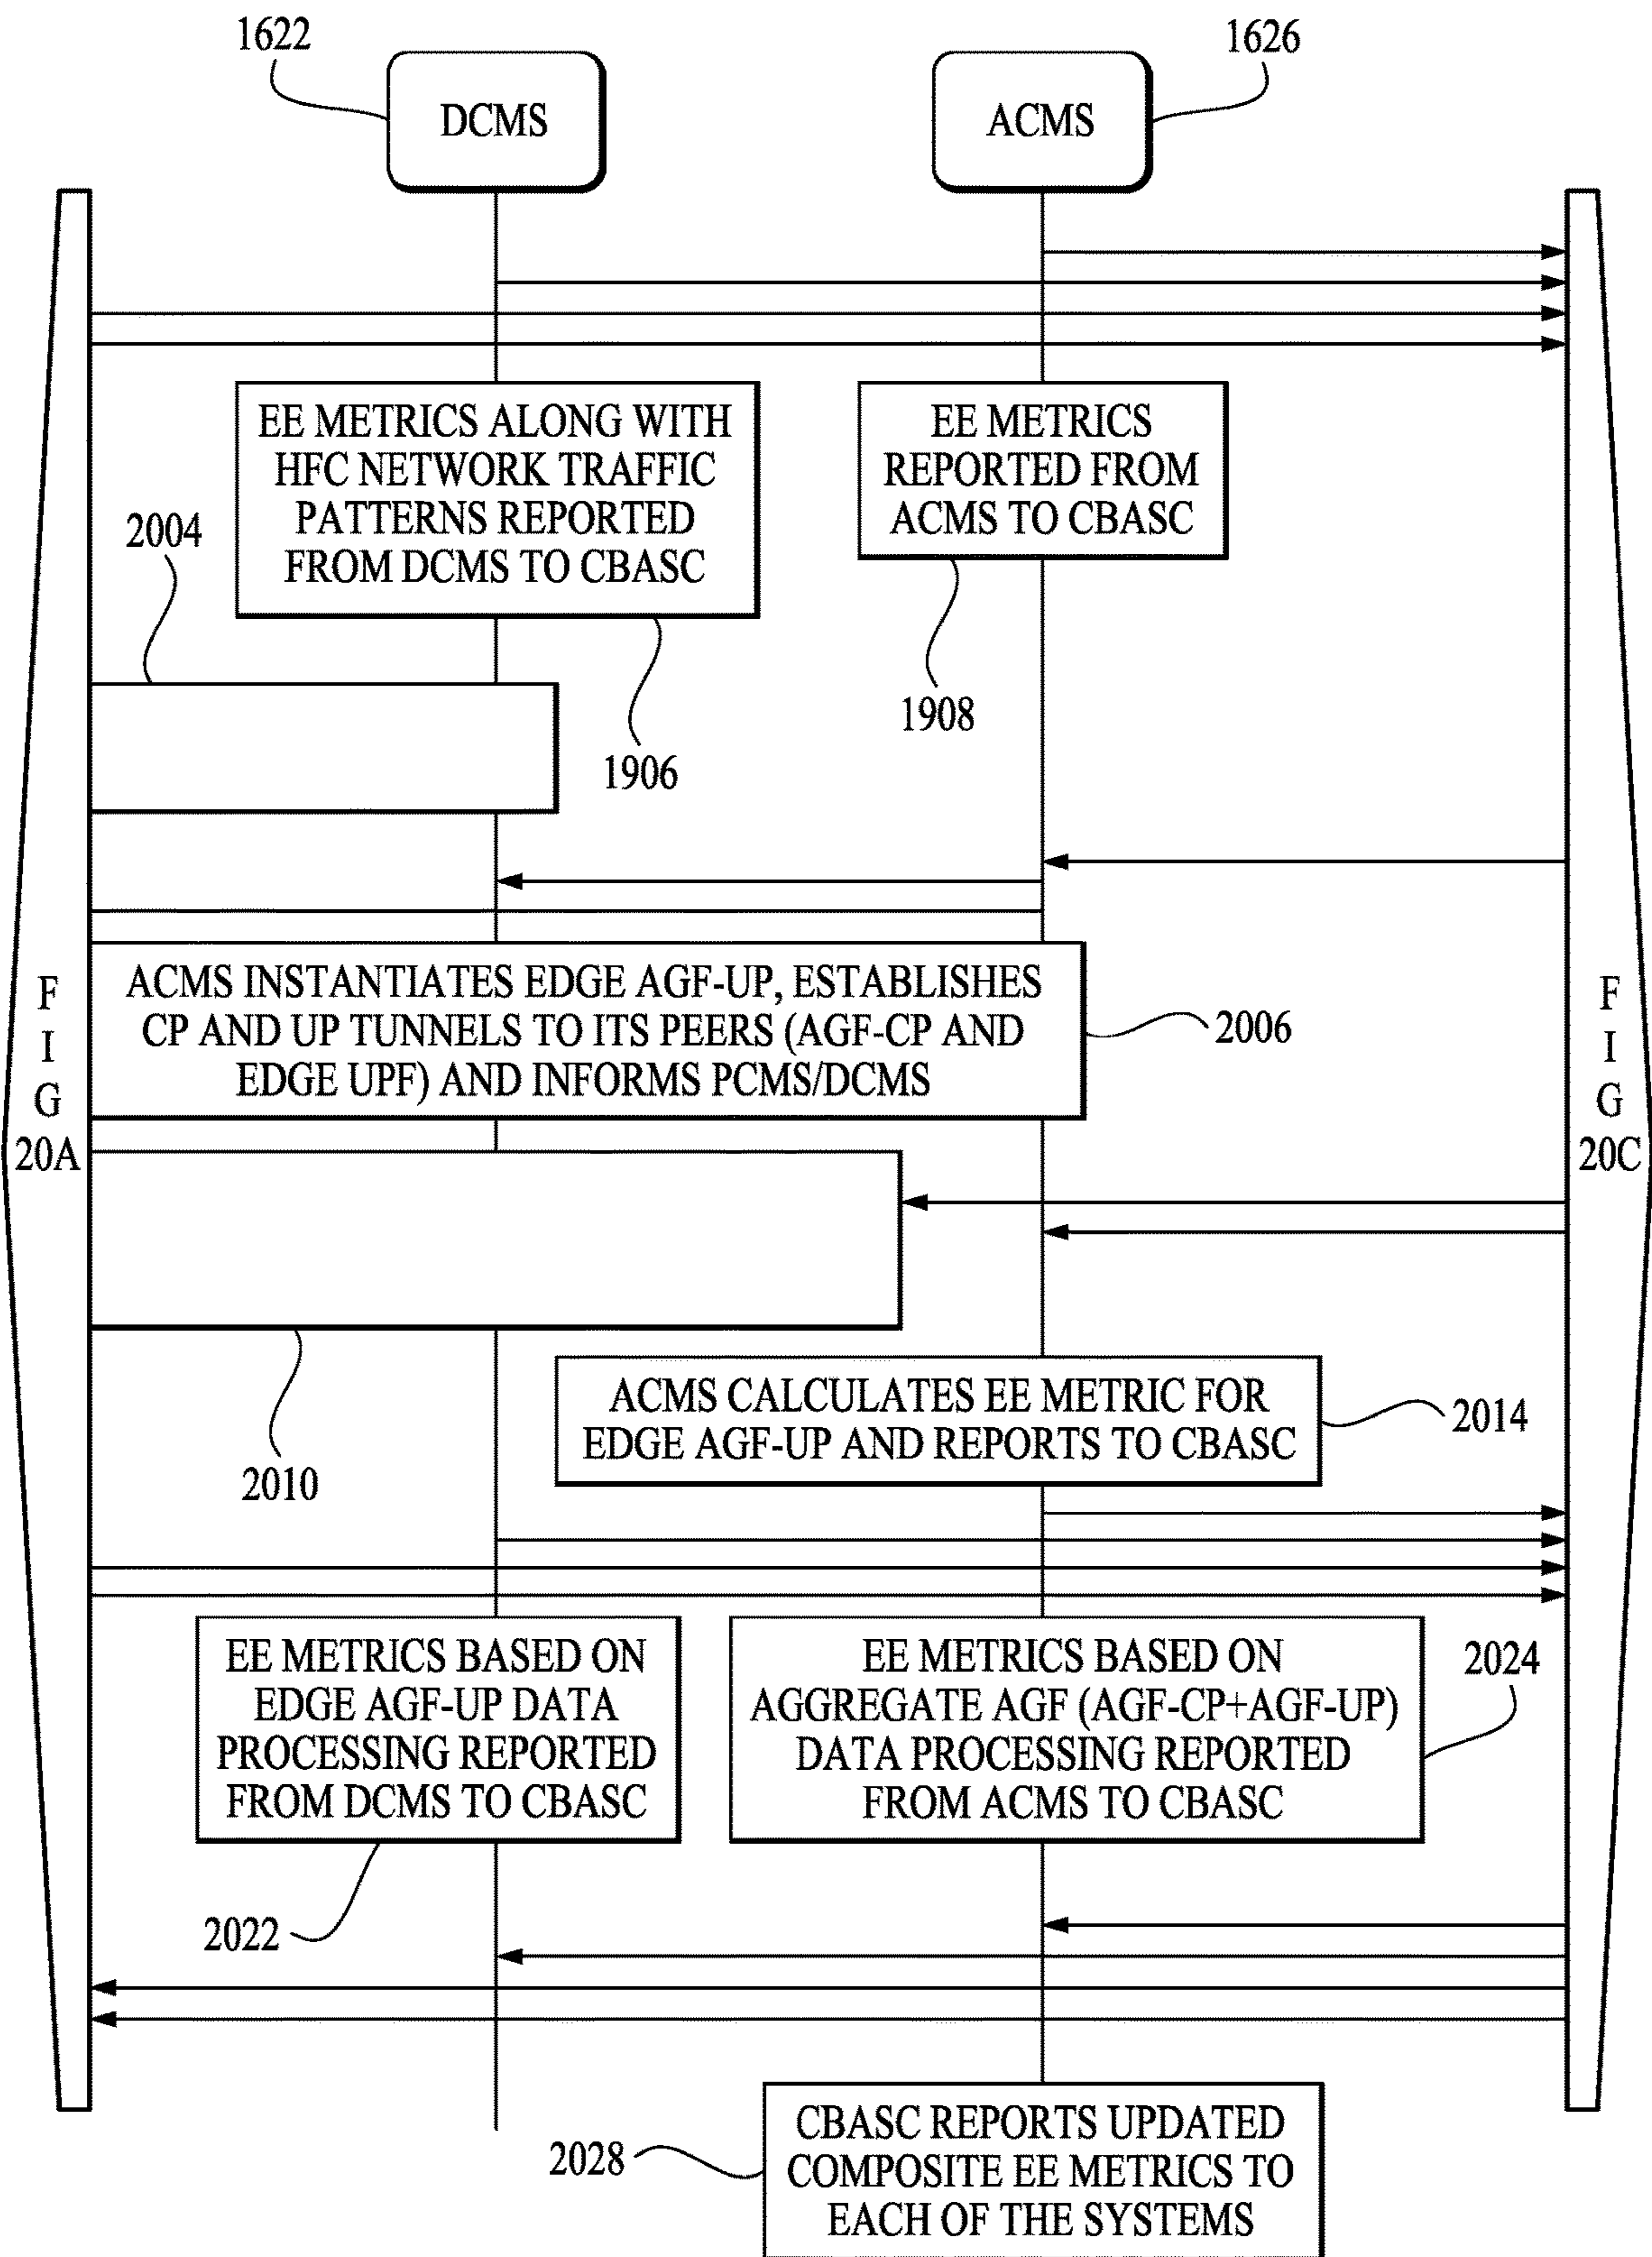 1622
1626
DCMS
ACMS
EE METRICS ALONG WITH
HFC NETWORK TRAFFIC
PATTERNS REPORTED
FROM DCMS TO CBASC
EE METRICS
REPORTED FROM
ACMS TO CBASC
2004
1906
1908
ACMS INSTANTIATES EDGE AGF-UP, ESTABLISHES
CP AND UP TUNNELS TO ITS PEERS (AGF-CP AND
EDGE UPF) AND INFORMS PCMS/DCMS
2006
F
I
G
20A
F
I
G
20C
2010
ACMS CALCULATES EE METRIC FOR
EDGE AGF-UP AND REPORTS TO CBASC
2014
EE METRICS BASED ON
EDGE AGF-UP DATA
PROCESSING REPORTED
FROM DCMS TO CBASC
EE METRICS BASED ON
AGGREGATE AGF (AGF-CP+AGF-UP)
DATA PROCESSING REPORTED
FROM ACMS TO CBASC
2024
2022
CBASC REPORTS UPDATED
COMPOSITE EE METRICS TO
EACH OF THE SYSTEMS
2028